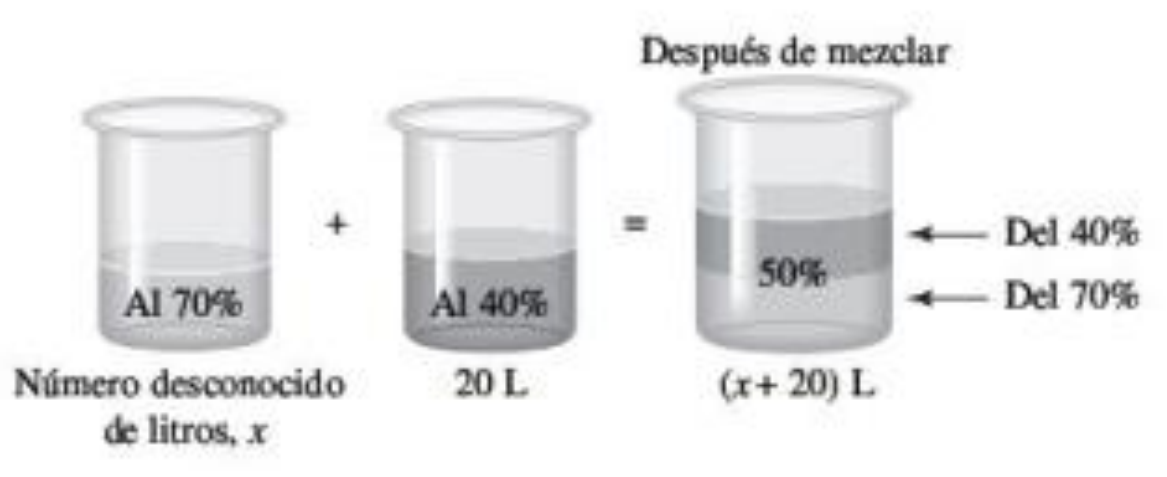 Después de mezclar
+
=
Al 70%
Al 40%
50%
Del 40%
Del 70%
Número desconocido
de litros, x
20 L
(x + 20) L